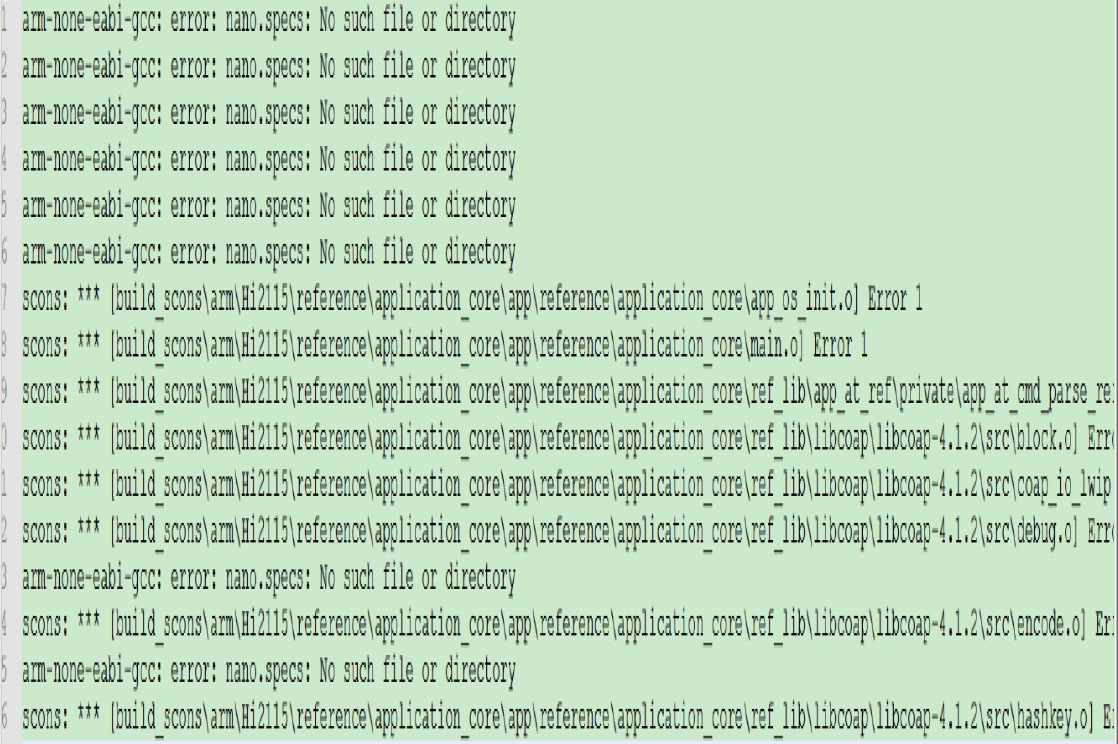 1 arm-none-eabi-gcc: error: nano.specs: No such file or directory
2 arm-none-eabi-gcc: error: nano.specs: No such file or directory
3 arm-none-eabi-gcc: error: nano.specs: No such file or directory
4 arm-none-eabi-gcc: error: nano.specs: No such file or directory
5 arm-none-eabi-gcc: error: nano.specs: No such file or directory
6 arm-none-eabi-gcc: error: nano.specs: No such file or directory
7 scons: *** [build_scons\arm\Hi2115\reference\application_core\app\reference\application_core\app_os_init.o] Error 1
8 scons: *** [build_scons\arm\Hi2115\reference\application_core\app\reference\application_core\main.o] Error 1
9 scons: *** [build_scons\arm\Hi2115\reference\application_core\app\reference\application_core\ref_lib\app_at_ref\private\app_at_cmd_parse_re
0 scons: *** [build_scons\arm\Hi2115\reference\application_core\app\reference\application_core\ref_lib\libcoap\libcoap-4.1.2\src\block.o] Err
1 scons: *** [build_scons\arm\Hi2115\reference\application_core\app\reference\application_core\ref_lib\libcoap\libcoap-4.1.2\src\coap_io_lwip
2 scons: *** [build_scons\arm\Hi2115\reference\application_core\app\reference\application_core\ref_lib\libcoap\libcoap-4.1.2\src\debug.o] Err
3 arm-none-eabi-gcc: error: nano.specs: No such file or directory
4 scons: *** [build_scons\arm\Hi2115\reference\application_core\app\reference\application_core\ref_lib\libcoap\libcoap-4.1.2\src\encode.o] Er
5 arm-none-eabi-gcc: error: nano.specs: No such file or directory
6 scons: *** [build_scons\arm\Hi2115\reference\application_core\app\reference\application_core\ref_lib\libcoap\libcoap-4.1.2\src\hashkey.o] E